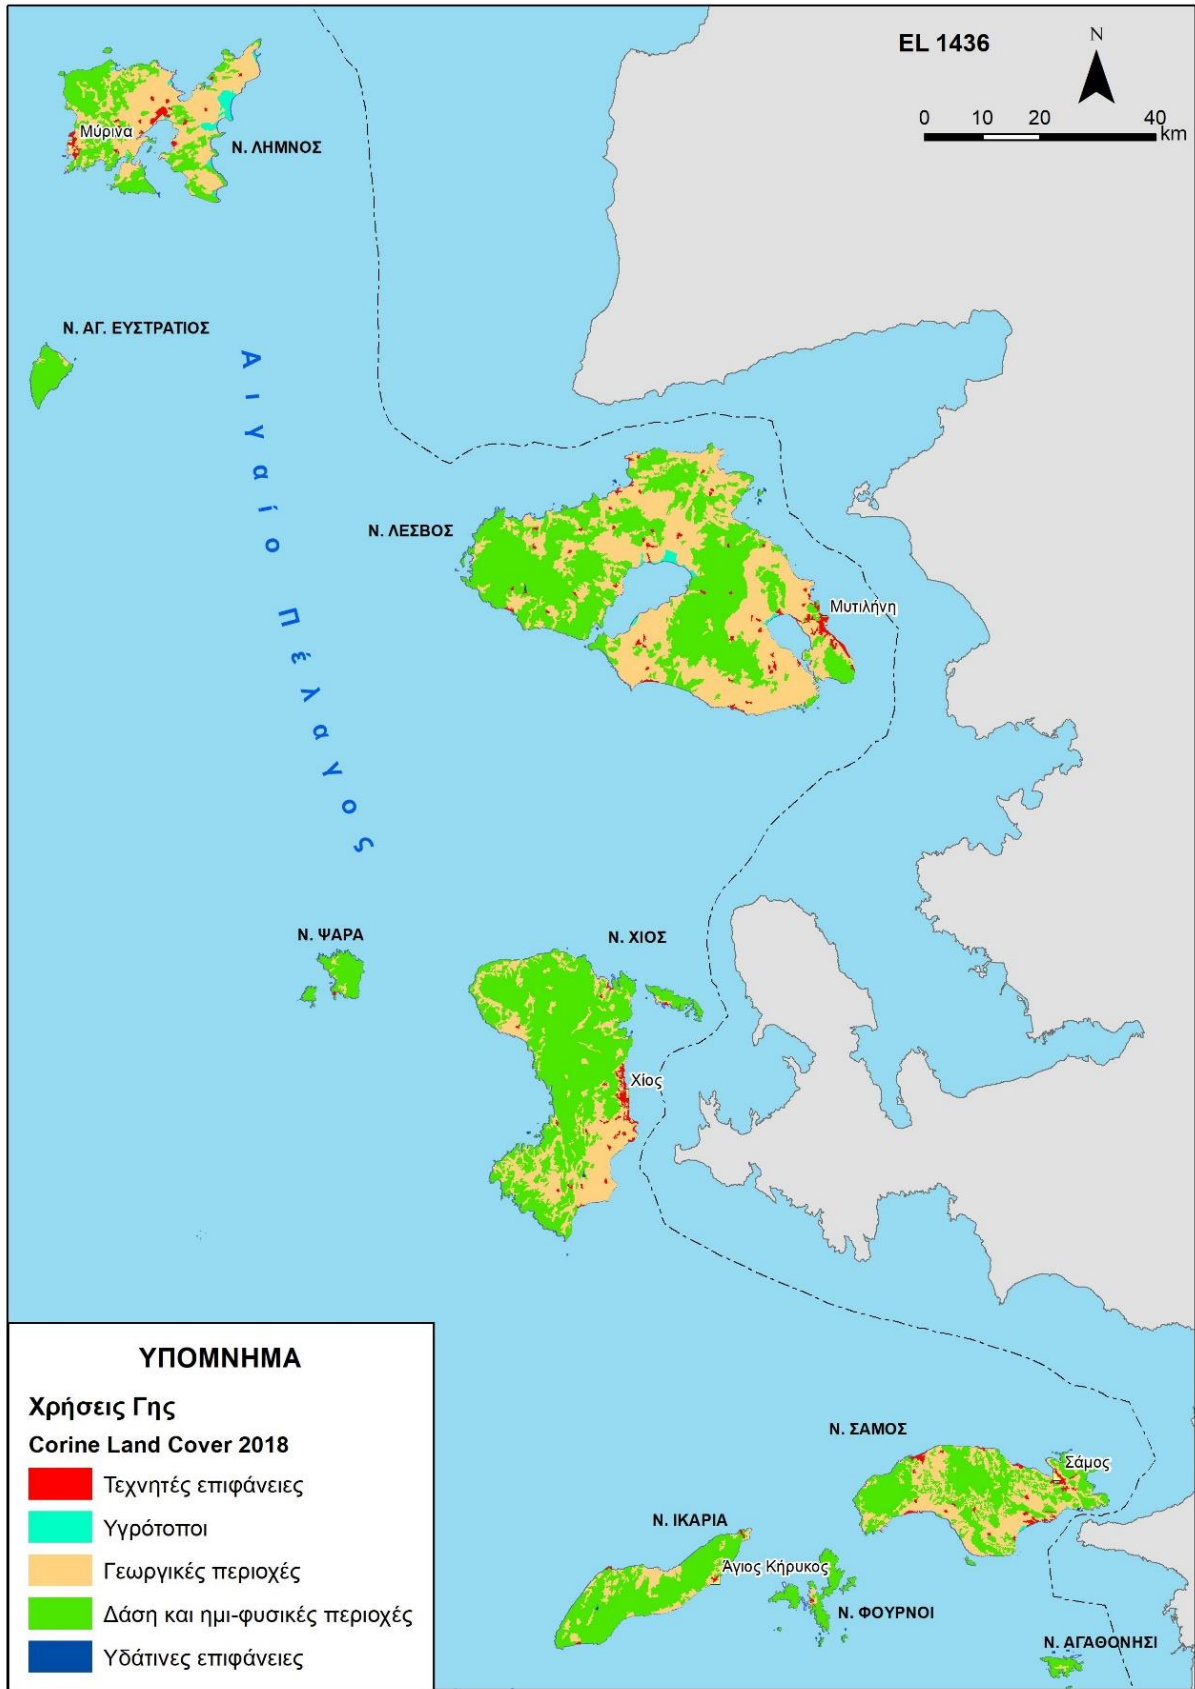 EL 1436
N
0 10 20 40
km
Μύρινα
Ν. ΛΗΜΝΟΣ
Ν. ΑΓ. ΕΥΣΤΡΑΤΙΟΣ
Αιγαίο Πέλαγος
Ν. ΛΕΣΒΟΣ
Μυτιλήνη
Ν. ΨΑΡΑ
Ν. ΧΙΟΣ
Χίος
Ν. ΣΑΜΟΣ
Σάμος
Ν. ΙΚΑΡΙΑ
Άγιος Κήρυκος
Ν. ΦΟΥΡΝΟΙ
Ν. ΑΓΑΘΟΝΗΣΙ
ΥΠΟΜΝΗΜΑ
Χρήσεις Γης
Corine Land Cover 2018
Τεχνητές επιφάνειες
Υγρότοποι
Γεωργικές περιοχές
Δάση και ημι-φυσικές περιοχές
Υδάτινες επιφάνειες